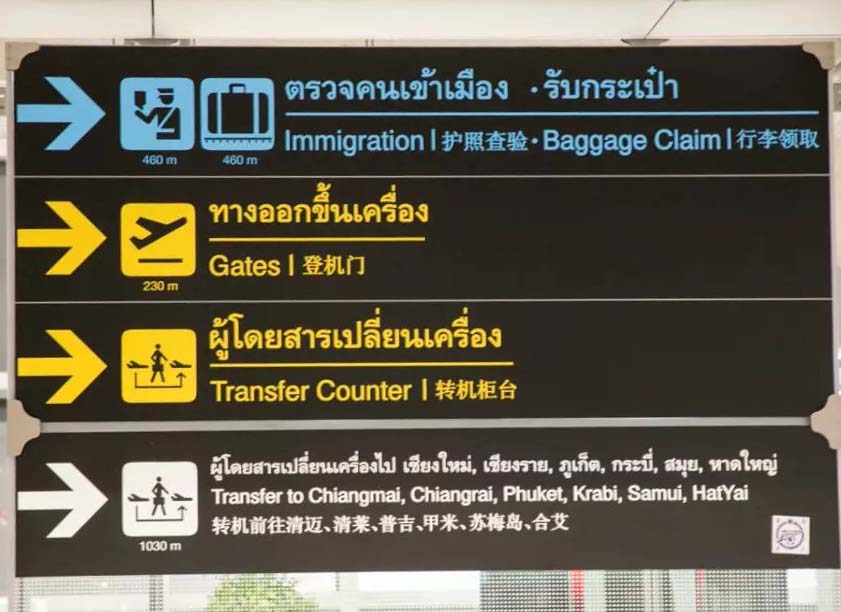 ตรวจคนเข้าเมือง · รับกระเป๋า
Immigration | 护照查验 · Baggage Claim | 行李领取
460 m 460 m
ทางออกขึ้นเครื่อง
Gates | 登机门
230 m
ผู้โดยสารเปลี่ยนเครื่อง
Transfer Counter | 转机柜台
ผู้โดยสารเปลี่ยนเครื่องไป เชียงใหม่, เชียงราย, ภูเก็ต, กระบี่, สมุย, หาดใหญ่
Transfer to Chiangmai, Chiangrai, Phuket, Krabi, Samui, HatYai
转机前往清迈、清莱、普吉、甲米、苏梅岛、合艾
1030 m